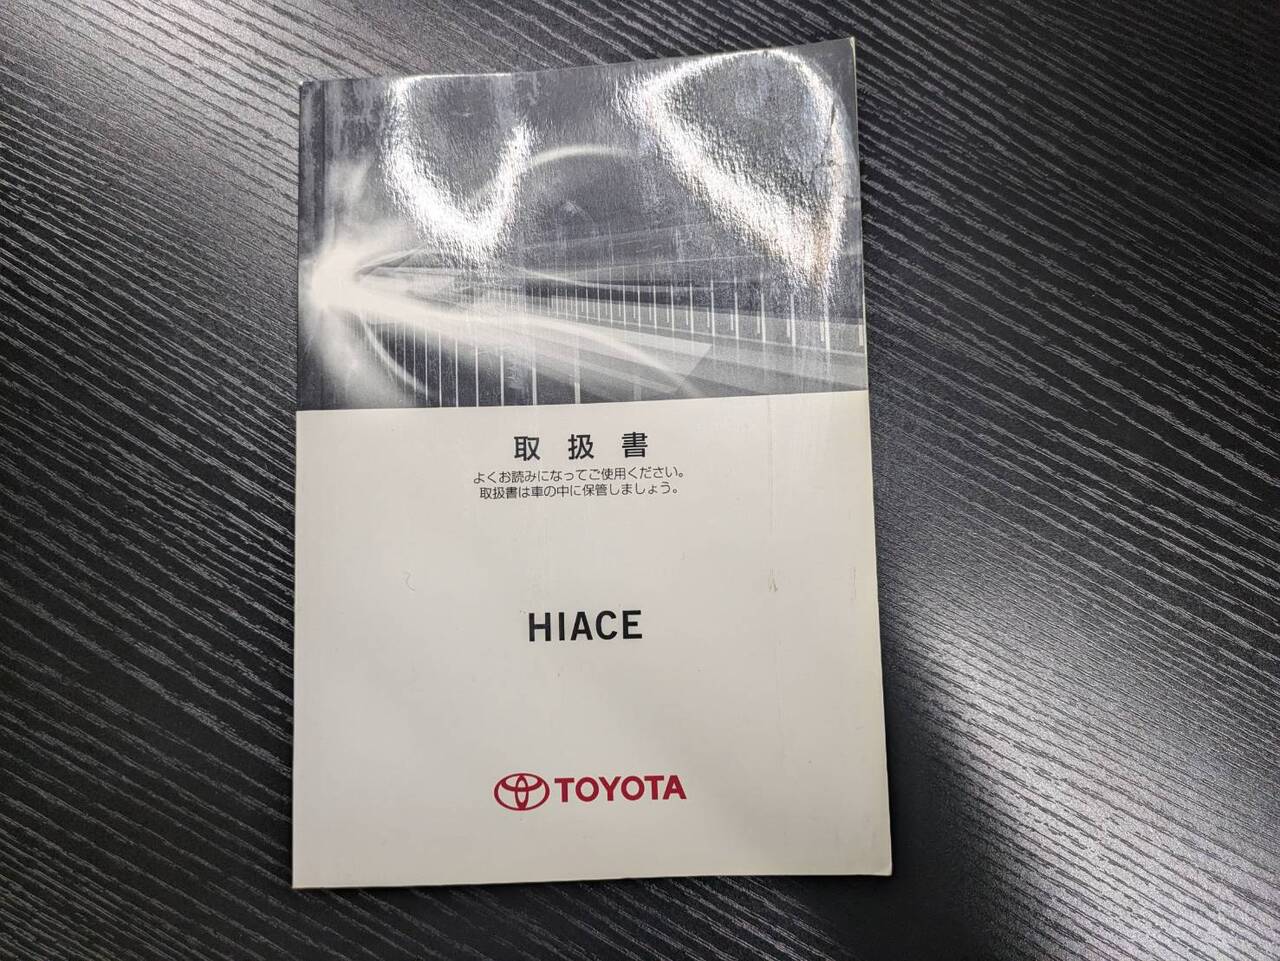 取扱書
よくお読みになってご使用ください。
取扱書は車の中に保管しましょう。
HIACE
TOYOTA